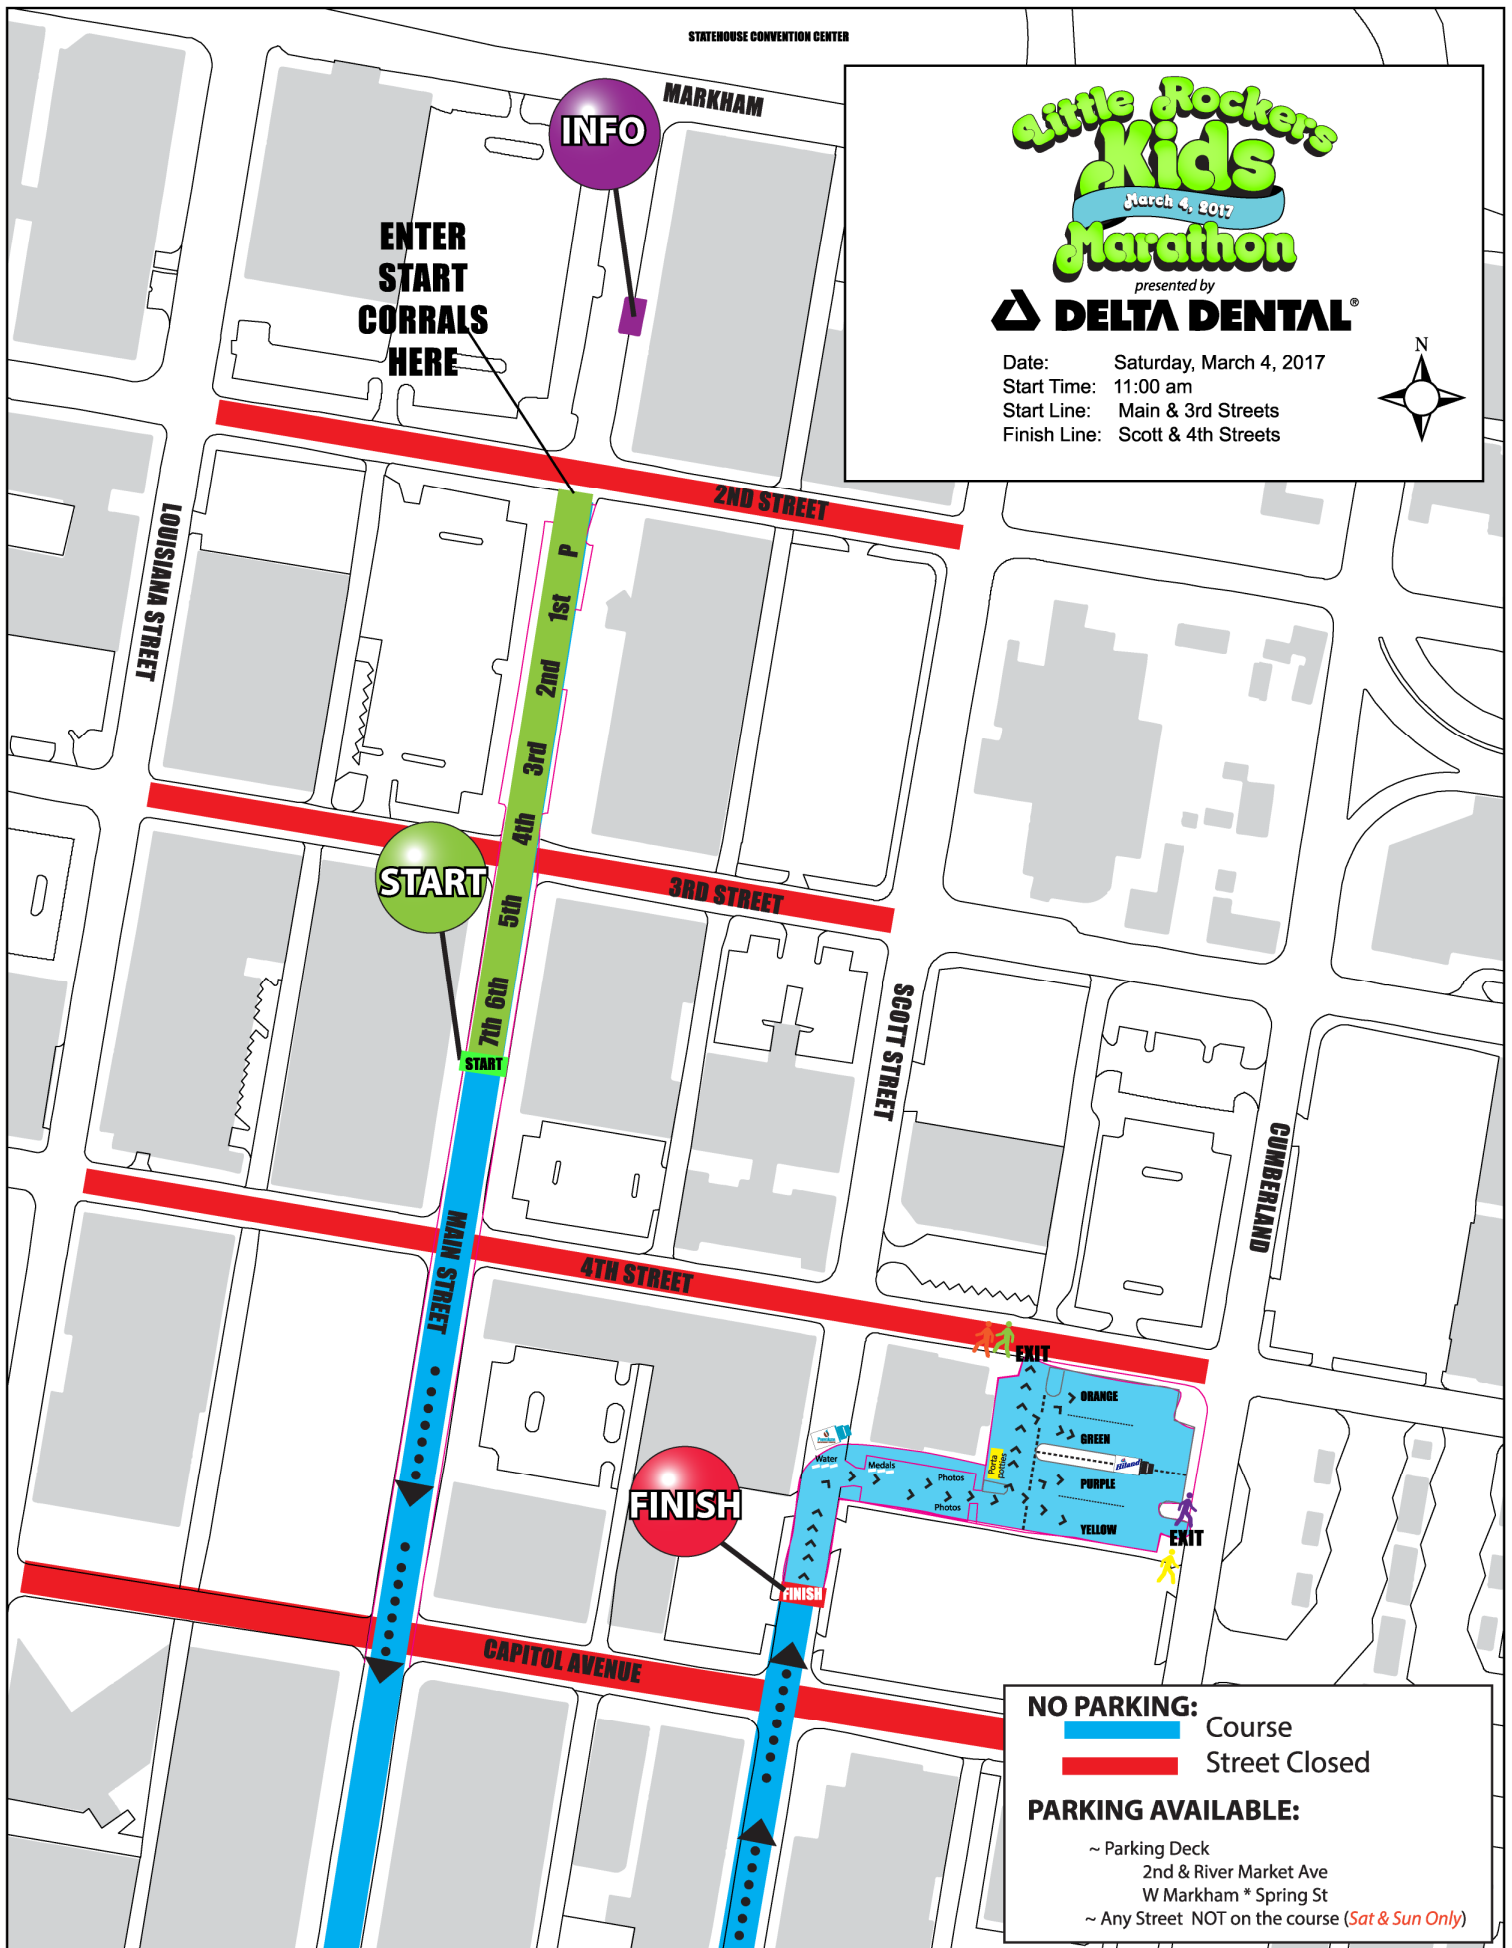 STATEHOUSE CONVENTION CENTER
MARKHAM
INFO
Little Rockers
Kids
March 4, 2017
Marathon
presented by
DELTA DENTAL®
Date: Saturday, March 4, 2017
Start Time: 11:00 am
Start Line: Main & 3rd Streets
Finish Line: Scott & 4th Streets
N
ENTER
START
CORRALS
HERE
2ND STREET
LOUISIANA STREET
P
1st
2nd
3rd
4th
5th
6th
7th
START
START
3RD STREET
SCOTT STREET
CUMBERLAND
MAIN STREET
4TH STREET
EXIT
ORANGE
GREEN
PURPLE
YELLOW
Hiland
Porta
potties
Water
Medals
Photos
Photos
EXIT
FINISH
FINISH
CAPITOL AVENUE
NO PARKING:
Course
Street Closed
PARKING AVAILABLE:
~ Parking Deck
2nd & River Market Ave
W Markham * Spring St
~ Any Street NOT on the course (Sat & Sun Only)